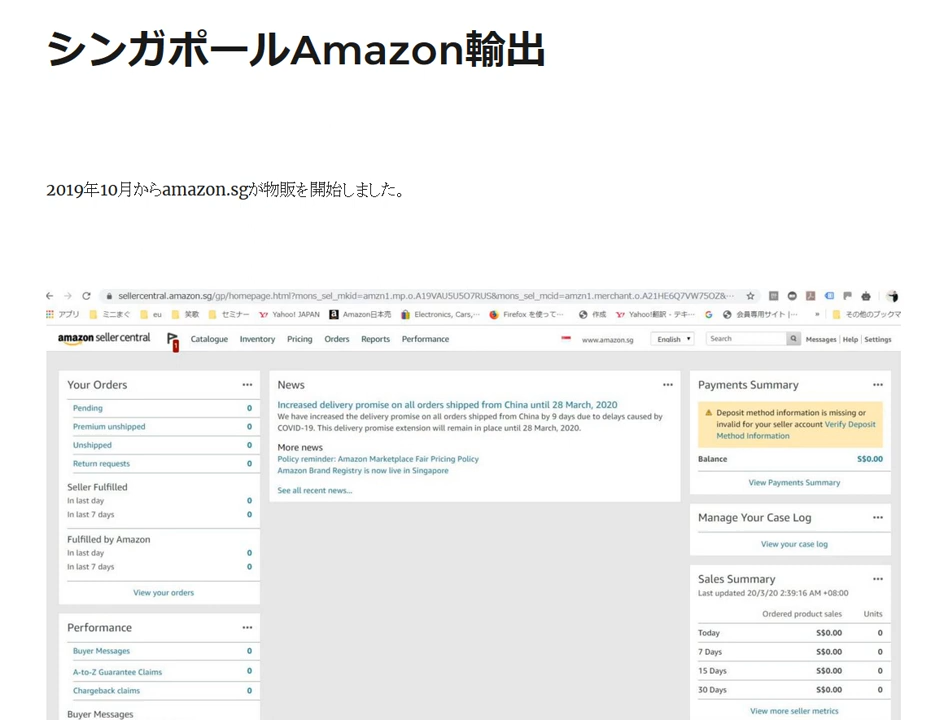 シンガポールAmazon輸出
2019年10月からamazon.sgが物販を開始しました。
sellercentral.amazon.sg/gp/homepage.html?mons_sel_mkid=amzn1.mp.o.A19VAU5U5O7RUS&mons_sel_mcid=amzn1.merchant.o.A21HE6Q7VW75OZ&…
アプリ ミニまぐ eu 笑歌 セミナー Yahoo! JAPAN Amazon日本売 Electronics, Cars,… Firefox を使って… 作成 Yahoo!翻訳 - テキ… 会員専用サイト |… » その他のブックマ
amazon seller central 1 Catalogue Inventory Pricing Orders Reports Performance www.amazon.sg English Search Messages | Help | Settings
Your Orders
Pending 0
Premium unshipped 0
Unshipped 0
Return requests 0
Seller Fulfilled
In last day 0
In last 7 days 0
Fulfilled by Amazon
In last day 0
In last 7 days 0
View your orders
Performance
Buyer Messages 0
A-to-Z Guarantee Claims 0
Chargeback claims 0
Buyer Messages
News
Increased delivery promise on all orders shipped from China until 28 March, 2020
We have increased the delivery promise on all orders shipped from China by 9 days due to delays caused by
COVID-19. This delivery promise extension will remain in place until 28 March, 2020.
More news
Policy reminder: Amazon Marketplace Fair Pricing Policy
Amazon Brand Registry is now live in Singapore
See all recent news...
Payments Summary
Deposit method information is missing or
invalid for your seller account Verify Deposit
Method Information
Balance S$0.00
View Payments Summary
Manage Your Case Log
View your case log
Sales Summary
Last updated 20/3/20 2:39:16 AM +08:00
Ordered product sales Units
Today S$0.00 0
7 Days S$0.00 0
15 Days S$0.00 0
30 Days S$0.00 0
View more seller metrics